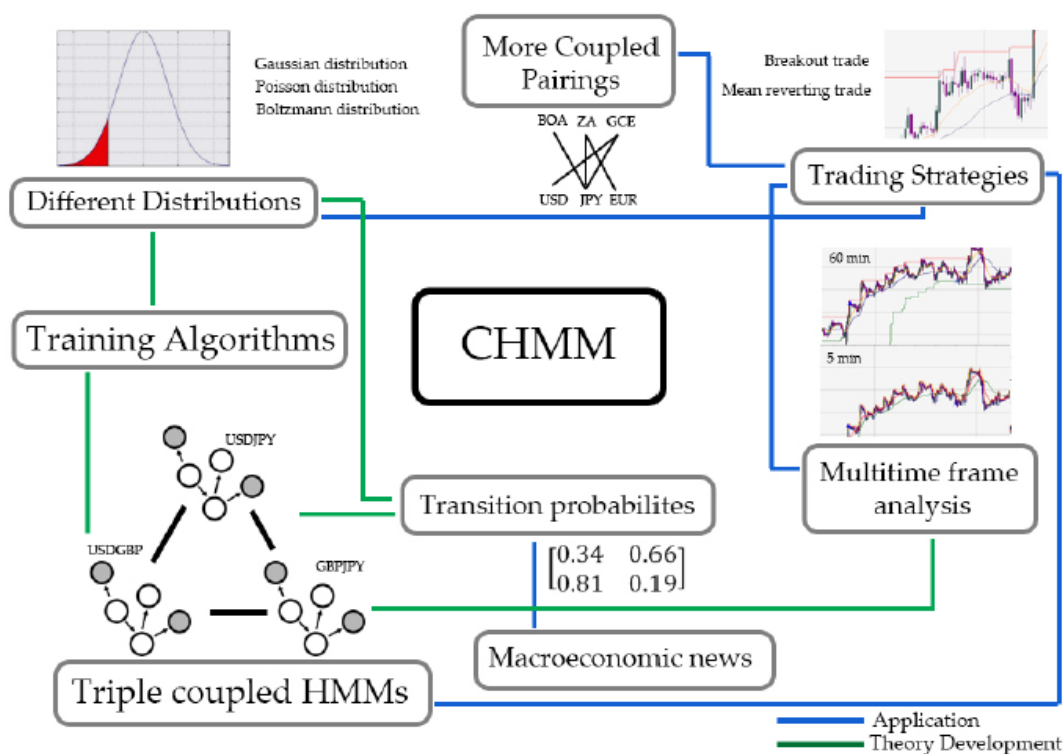 Gaussian distribution
Poisson distribution
Boltzmann distribution
Different Distributions
More Coupled
Pairings
BOA ZA GCE
USD JPY EUR
Breakout trade
Mean reverting trade
Trading Strategies
Training Algorithms
CHMM
60 min
5 min
Multitime frame
analysis
USDJPY
USDGBP
GBPJPY
Transition probabilites
0.34 0.66
0.81 0.19
Macroeconomic news
Triple coupled HMMs
Application
Theory Development